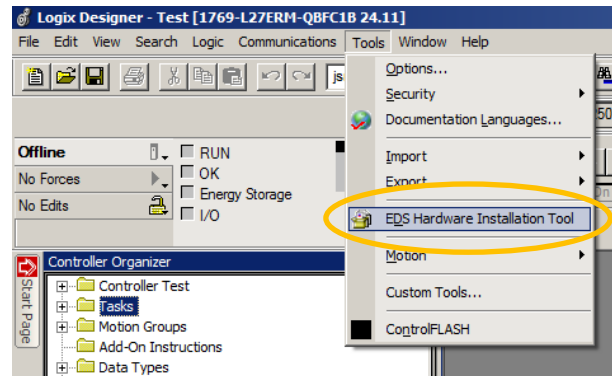 Logix Designer - Test [1769-L27ERM-QBFC1B 24.11]
File Edit View Search Logic Communications Tools Window Help
Options...
Security
Documentation Languages...
Import
Export
EDS Hardware Installation Tool
Motion
Custom Tools...
ControlFLASH
js
50
Offline
RUN
No Forces
OK
Energy Storage
No Edits
I/O
Start Page
Controller Organizer
Controller Test
Tasks
Motion Groups
Add-On Instructions
Data Types